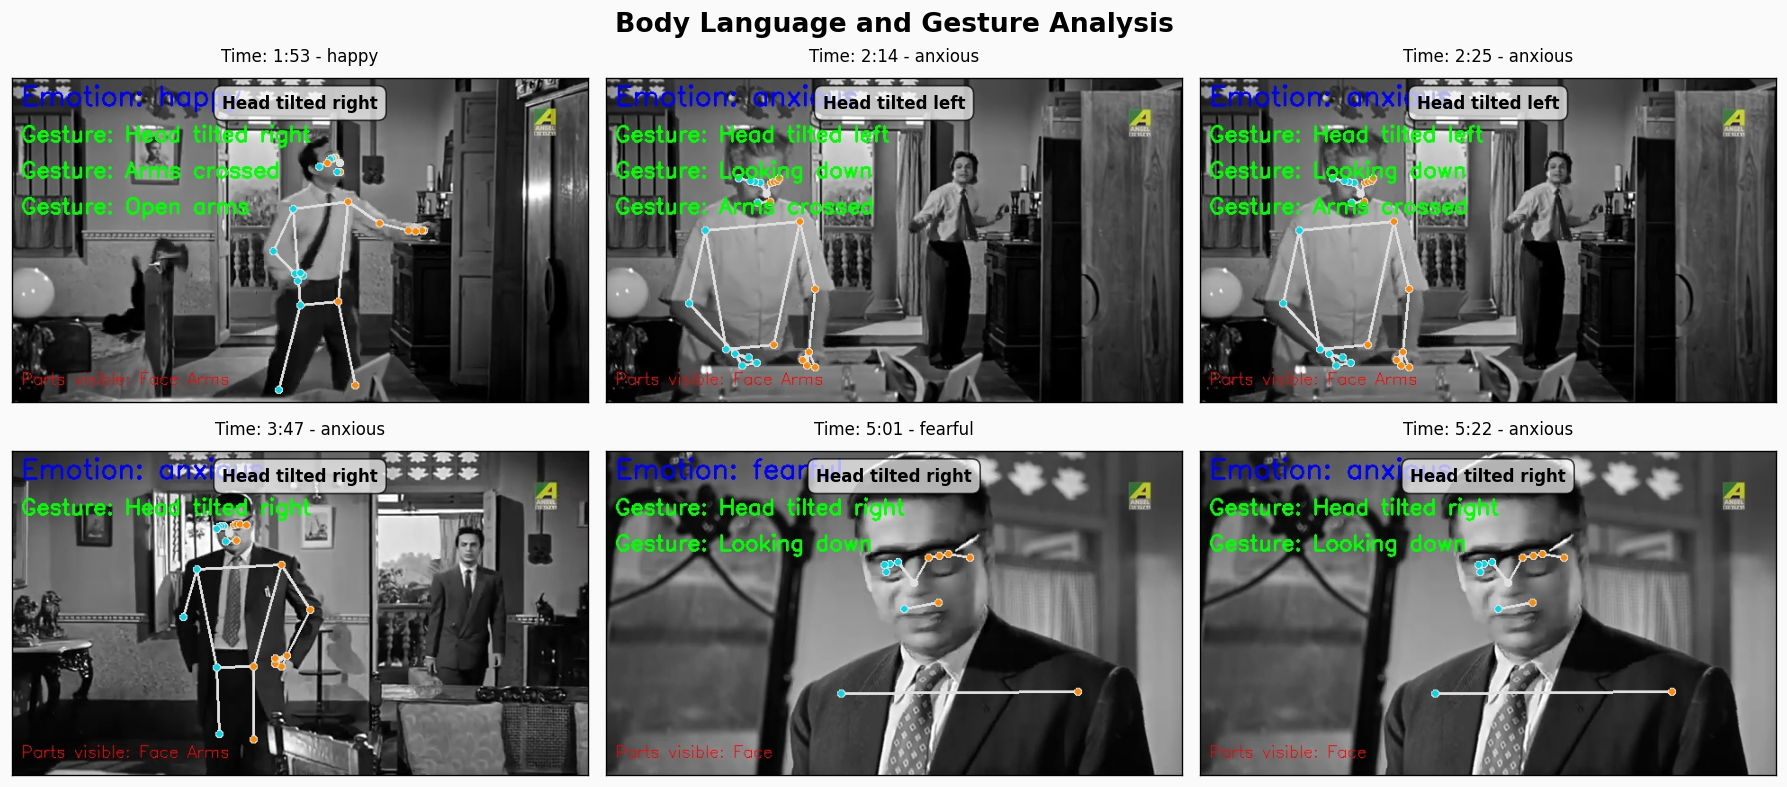 Body Language and Gesture Analysis
Time: 1:53 - happy
Emotion: happy
Head tilted right
Gesture: Head tilted right
Gesture: Arms crossed
Gesture: Open arms
Parts visible: Face Arms
ANGEL
Time: 2:14 - anxious
Emotion: anxious
Head tilted left
Gesture: Head tilted left
Gesture: Looking down
Gesture: Arms crossed
Parts visible: Face Arms
ANGEL
Time: 2:25 - anxious
Emotion: anxious
Head tilted left
Gesture: Head tilted left
Gesture: Looking down
Gesture: Arms crossed
Parts visible: Face Arms
ANGEL
Time: 3:47 - anxious
Emotion: anxious
Head tilted right
Gesture: Head tilted right
Parts visible: Face Arms
ANGEL
Time: 5:01 - fearful
Emotion: fearful
Head tilted right
Gesture: Head tilted right
Gesture: Looking down
Parts visible: Face
ANGEL
Time: 5:22 - anxious
Emotion: anxious
Head tilted right
Gesture: Head tilted right
Gesture: Looking down
Parts visible: Face
ANGEL